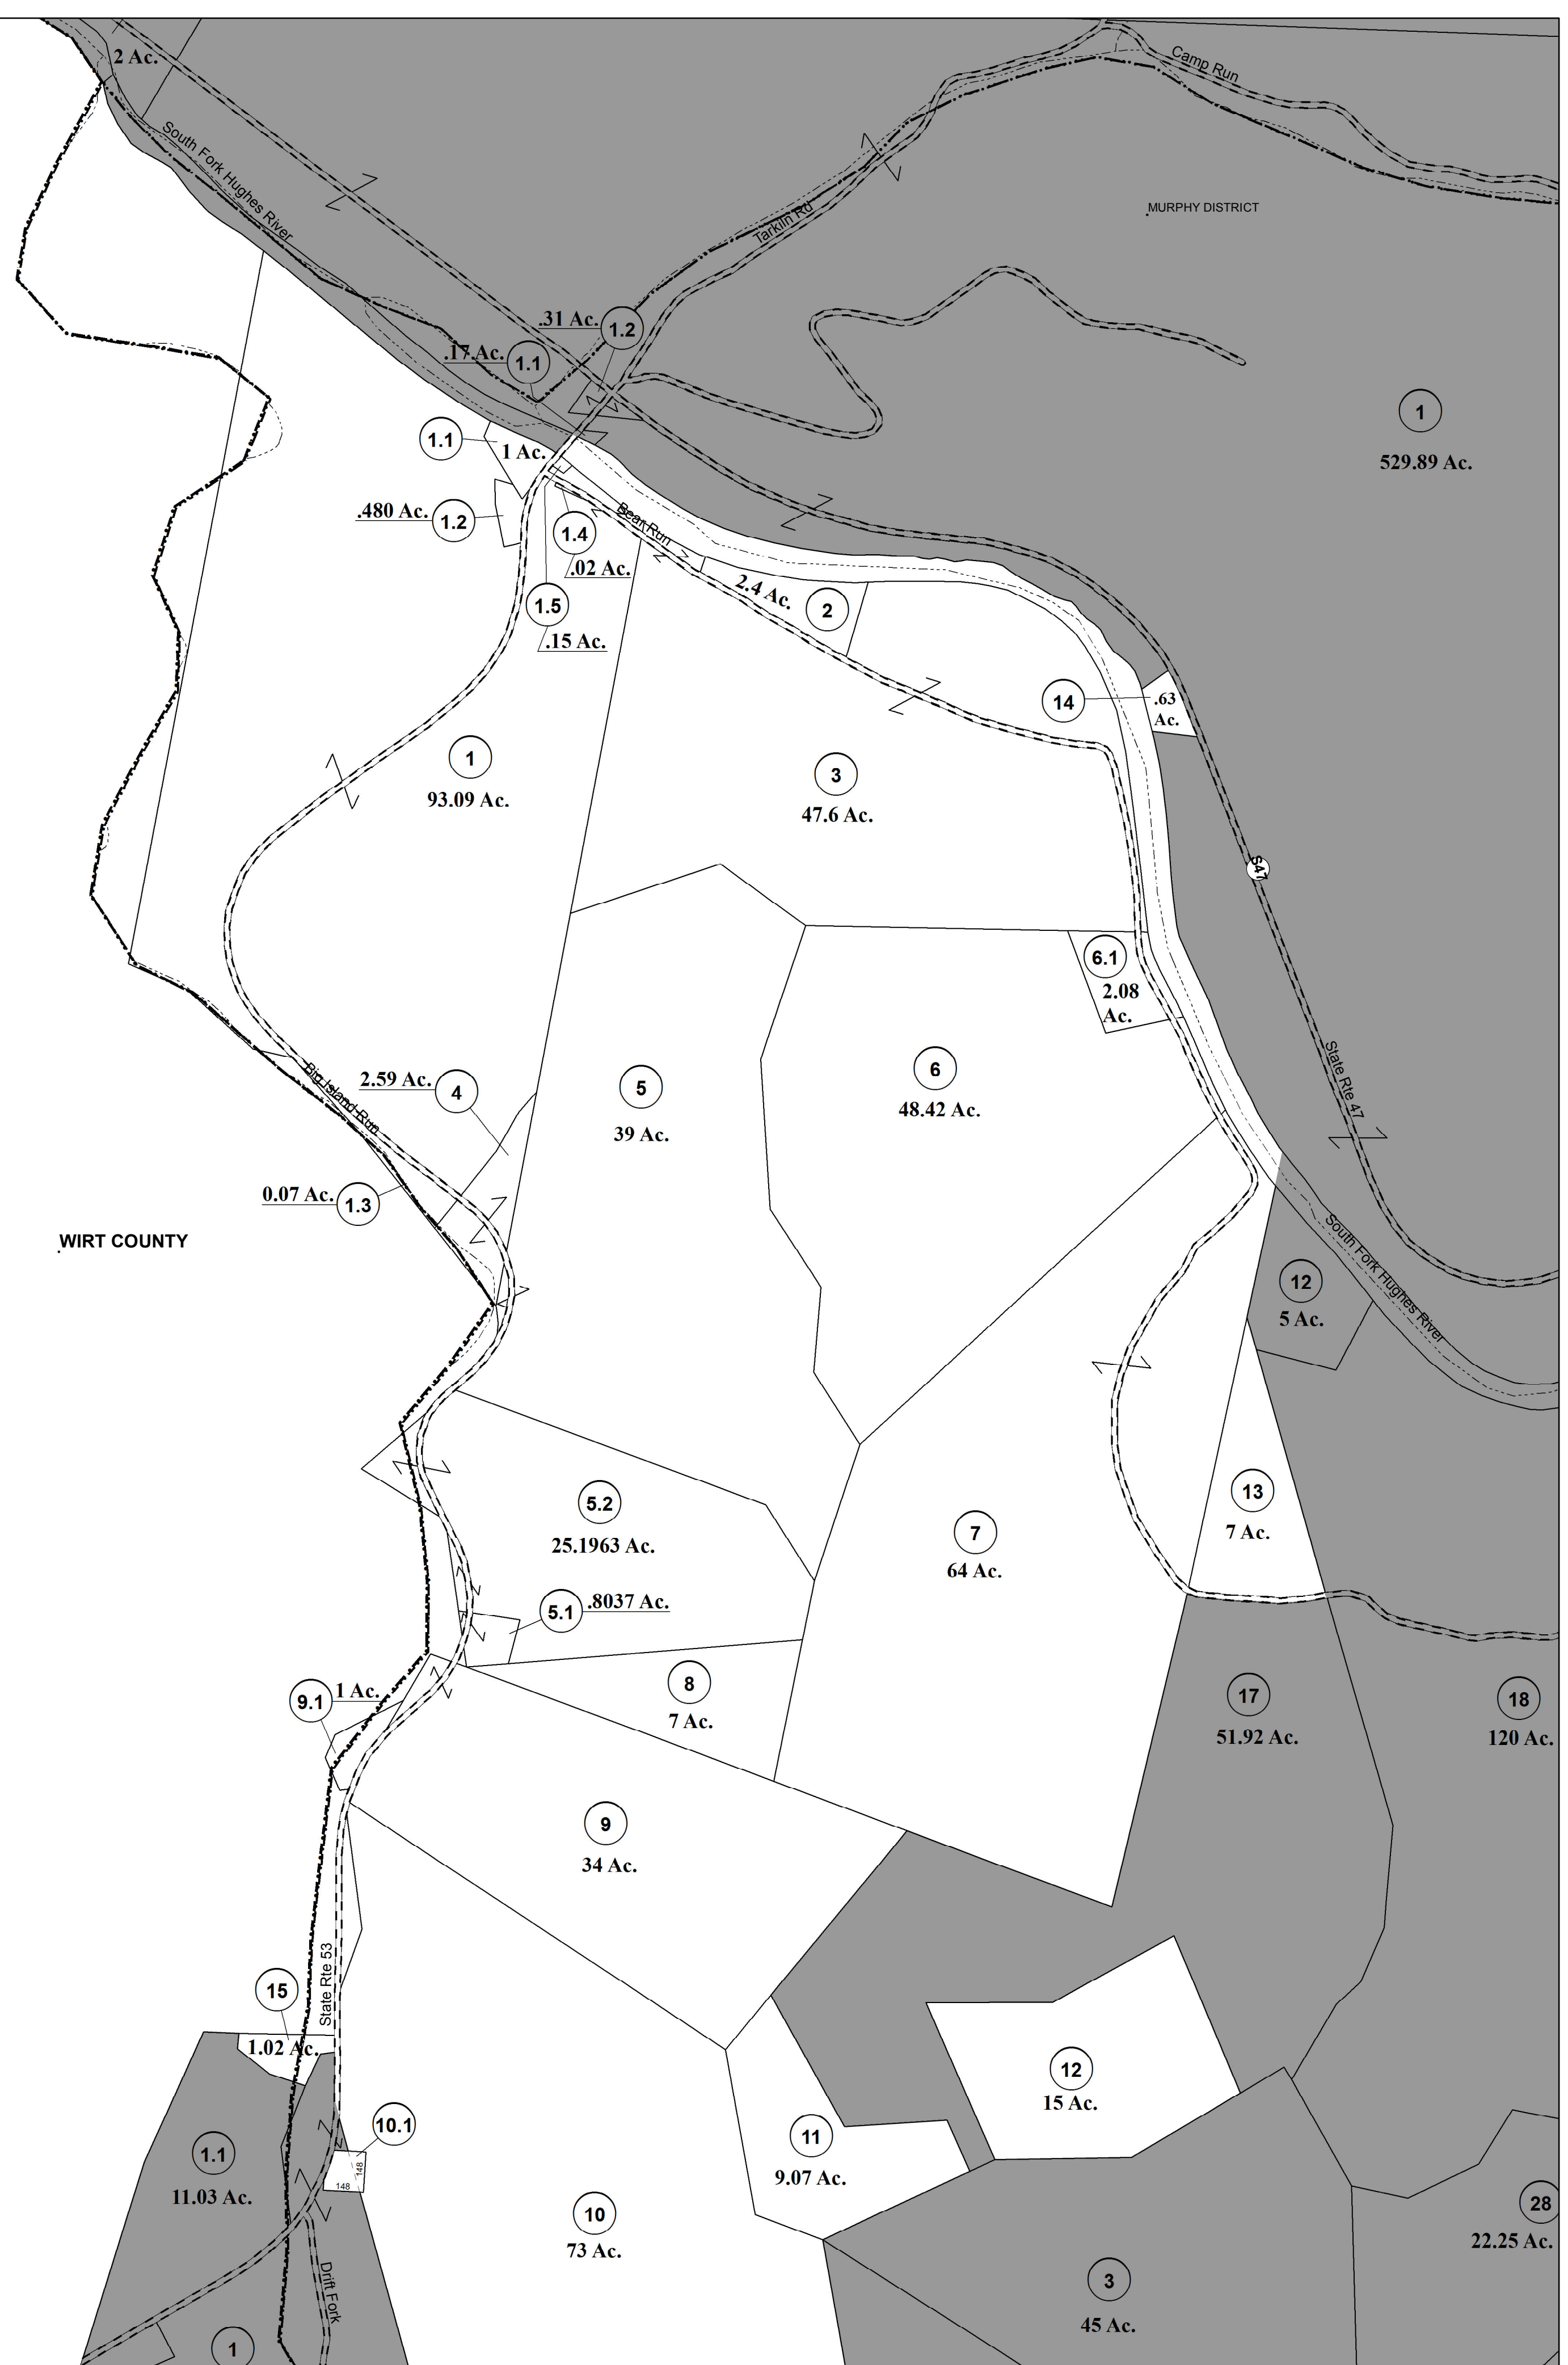 2 Ac.
Camp Run
South Fork Hughes River
Tarkiln Rd
MURPHY DISTRICT
.31 Ac.
1.2
.17 Ac.
1.1
1
529.89 Ac.
1.1
1 Ac.
.480 Ac.
1.2
Bear Run
1.4
.02 Ac.
1.5
.15 Ac.
2.4 Ac.
2
14
.63
Ac.
1
93.09 Ac.
3
47.6 Ac.
S47
6.1
2.08
Ac.
State Rte 47
Big Island Run
2.59 Ac.
4
5
39 Ac.
6
48.42 Ac.
0.07 Ac.
1.3
WIRT COUNTY
South Fork Hughes River
12
5 Ac.
5.2
25.1963 Ac.
7
64 Ac.
13
7 Ac.
5.1
.8037 Ac.
9.1
1 Ac.
8
7 Ac.
17
51.92 Ac.
18
120 Ac.
9
34 Ac.
State Rte 53
15
1.02 Ac.
12
15 Ac.
10.1
148
148
1.1
11.03 Ac.
11
9.07 Ac.
10
73 Ac.
28
22.25 Ac.
Drift Fork
3
45 Ac.
1